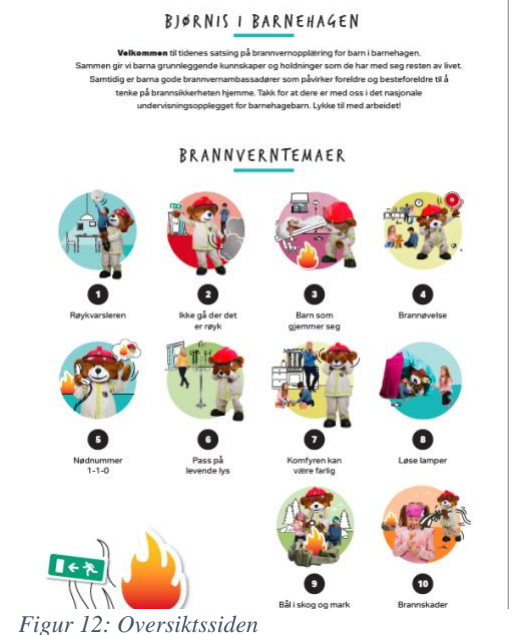 BJØRNIS I BARNEHAGEN
Velkommen til tidenes satsing på brannvernopplæring for barn i barnehagen.
Sammen gir vi barna grunnleggende kunnskaper og holdninger som de har med seg resten av livet.
Samtidig er barna gode brannvernambassadører som påvirker foreldre og besteforeldre til å
tenke på brannsikkerheten hjemme. Takk for at dere er med oss i det nasjonale
undervisningsopplegget for barnehagebarn. Lykke til med arbeidet!
BRANNVERNTEMAER
1
Røykvarsleren
2
Ikke gå der det
er røyk
3
Barn som
gjemmer seg
4
Brannøvelse
5
Nødnummer
1-1-0
6
Pass på
levende lys
7
Komfyren kan
være farlig
8
Løse lamper
9
Bål i skog og mark
10
Brannskader
Figur 12: Oversiktssiden